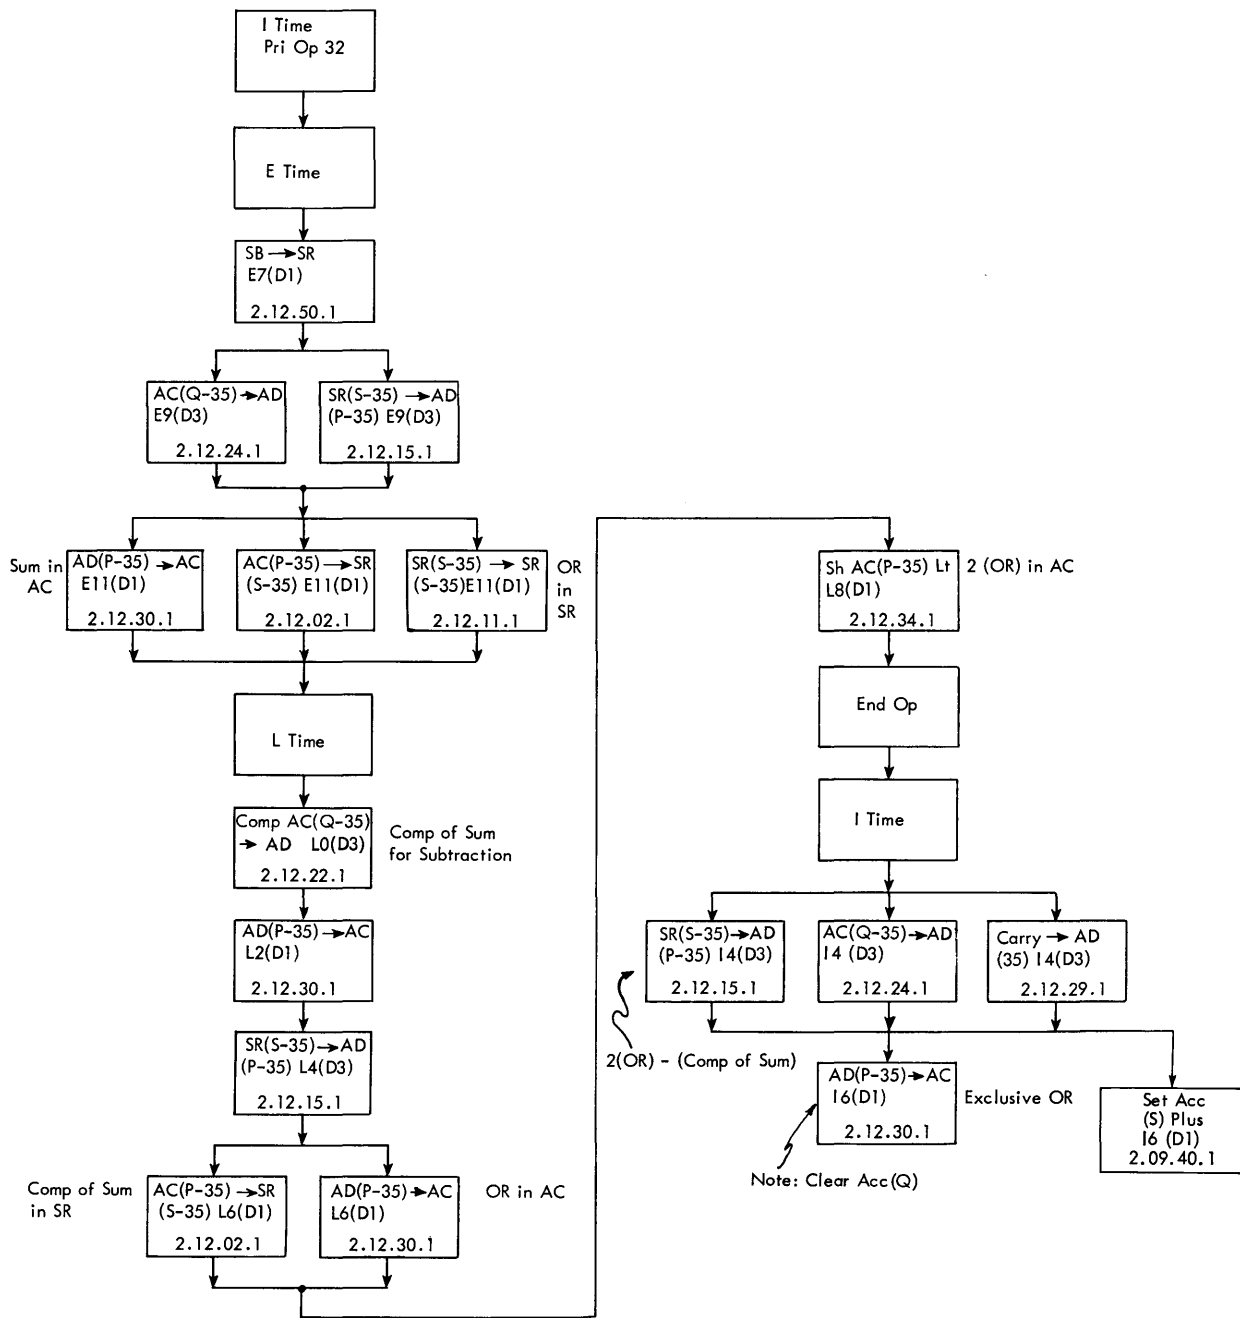 I Time
Pri Op 32
E Time
SB → SR
E7(D1)
2.12.50.1
AC(Q-35) → AD
E9(D3)
2.12.24.1
SR(S-35) → AD
(P-35) E9(D3)
2.12.15.1
Sum in
AC
AD(P-35) → AC
E11(D1)
2.12.30.1
AC(P-35) → SR
(S-35) E11(D1)
2.12.02.1
SR(S-35) → SR
(S-35)E11(D1)
2.12.11.1
OR
in
SR
L Time
Comp AC(Q-35)
→ AD L0(D3)
2.12.22.1
Comp of Sum
for Subtraction
AD(P-35) → AC
L2(D1)
2.12.30.1
SR(S-35) → AD
(P-35) L4(D3)
2.12.15.1
Comp of Sum
in SR
AC(P-35) → SR
(S-35) L6(D1)
2.12.02.1
AD(P-35) → AC
L6(D1)
2.12.30.1
OR in AC
Sh AC(P-35) Lt
L8(D1)
2.12.34.1
2 (OR) in AC
End Op
I Time
SR(S-35) → AD
(P-35) I4(D3)
2.12.15.1
AC(Q-35) → AD
I4 (D3)
2.12.24.1
Carry → AD
(35) I4(D3)
2.12.29.1
2(OR) - (Comp of Sum)
AD(P-35) → AC
I6(D1)
2.12.30.1
Exclusive OR
Note: Clear Acc(Q)
Set Acc
(S) Plus
I6 (D1)
2.09.40.1